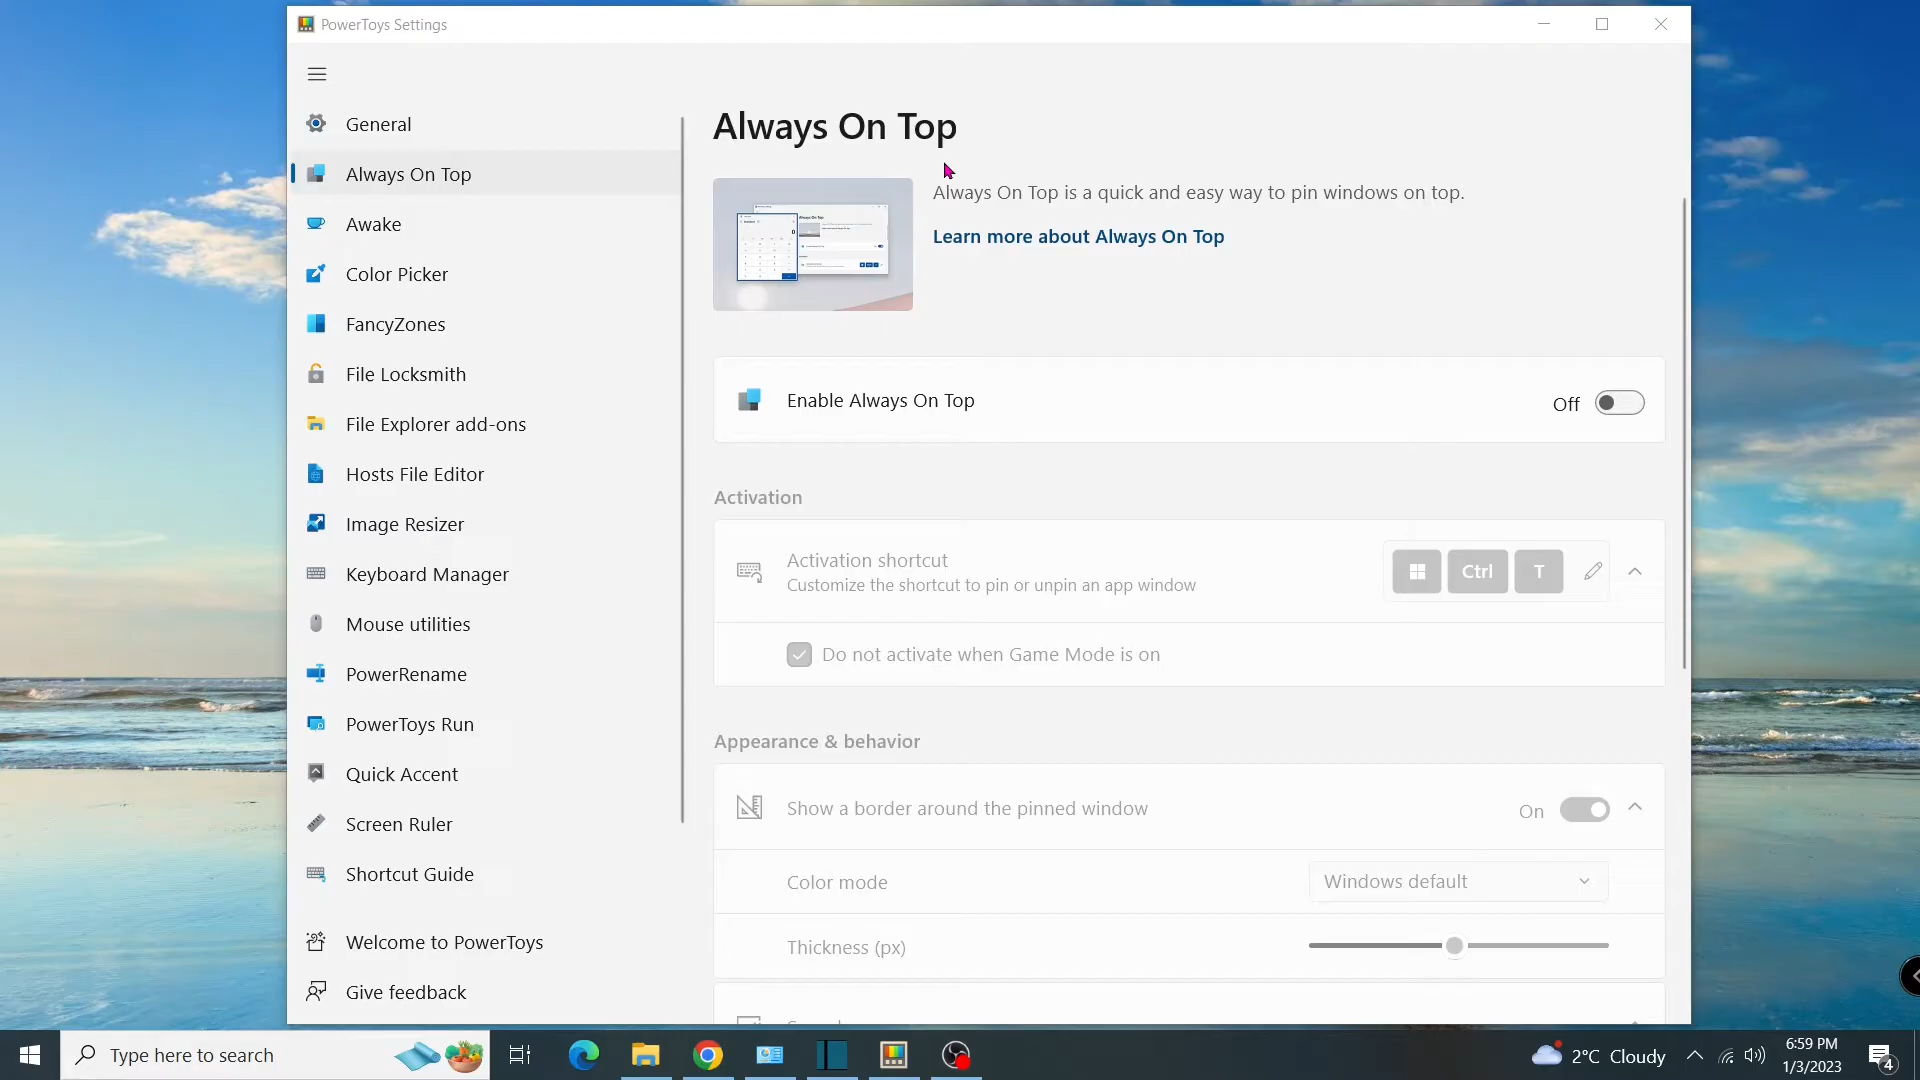 PowerToys Settings
General
Always On Top
Awake
Color Picker
FancyZones
File Locksmith
File Explorer add-ons
Hosts File Editor
Image Resizer
Keyboard Manager
Mouse utilities
PowerRename
PowerToys Run
Quick Accent
Screen Ruler
Shortcut Guide
Welcome to PowerToys
Give feedback
Always On Top
Always On Top is a quick and easy way to pin windows on top.
Learn more about Always On Top
Enable Always On Top
Off
Activation
Activation shortcut
Customize the shortcut to pin or unpin an app window
Ctrl
T
Do not activate when Game Mode is on
Appearance & behavior
Show a border around the pinned window
On
Color mode
Windows default
Thickness (px)
Type here to search
2°C Cloudy
6:59 PM
1/3/2023
4